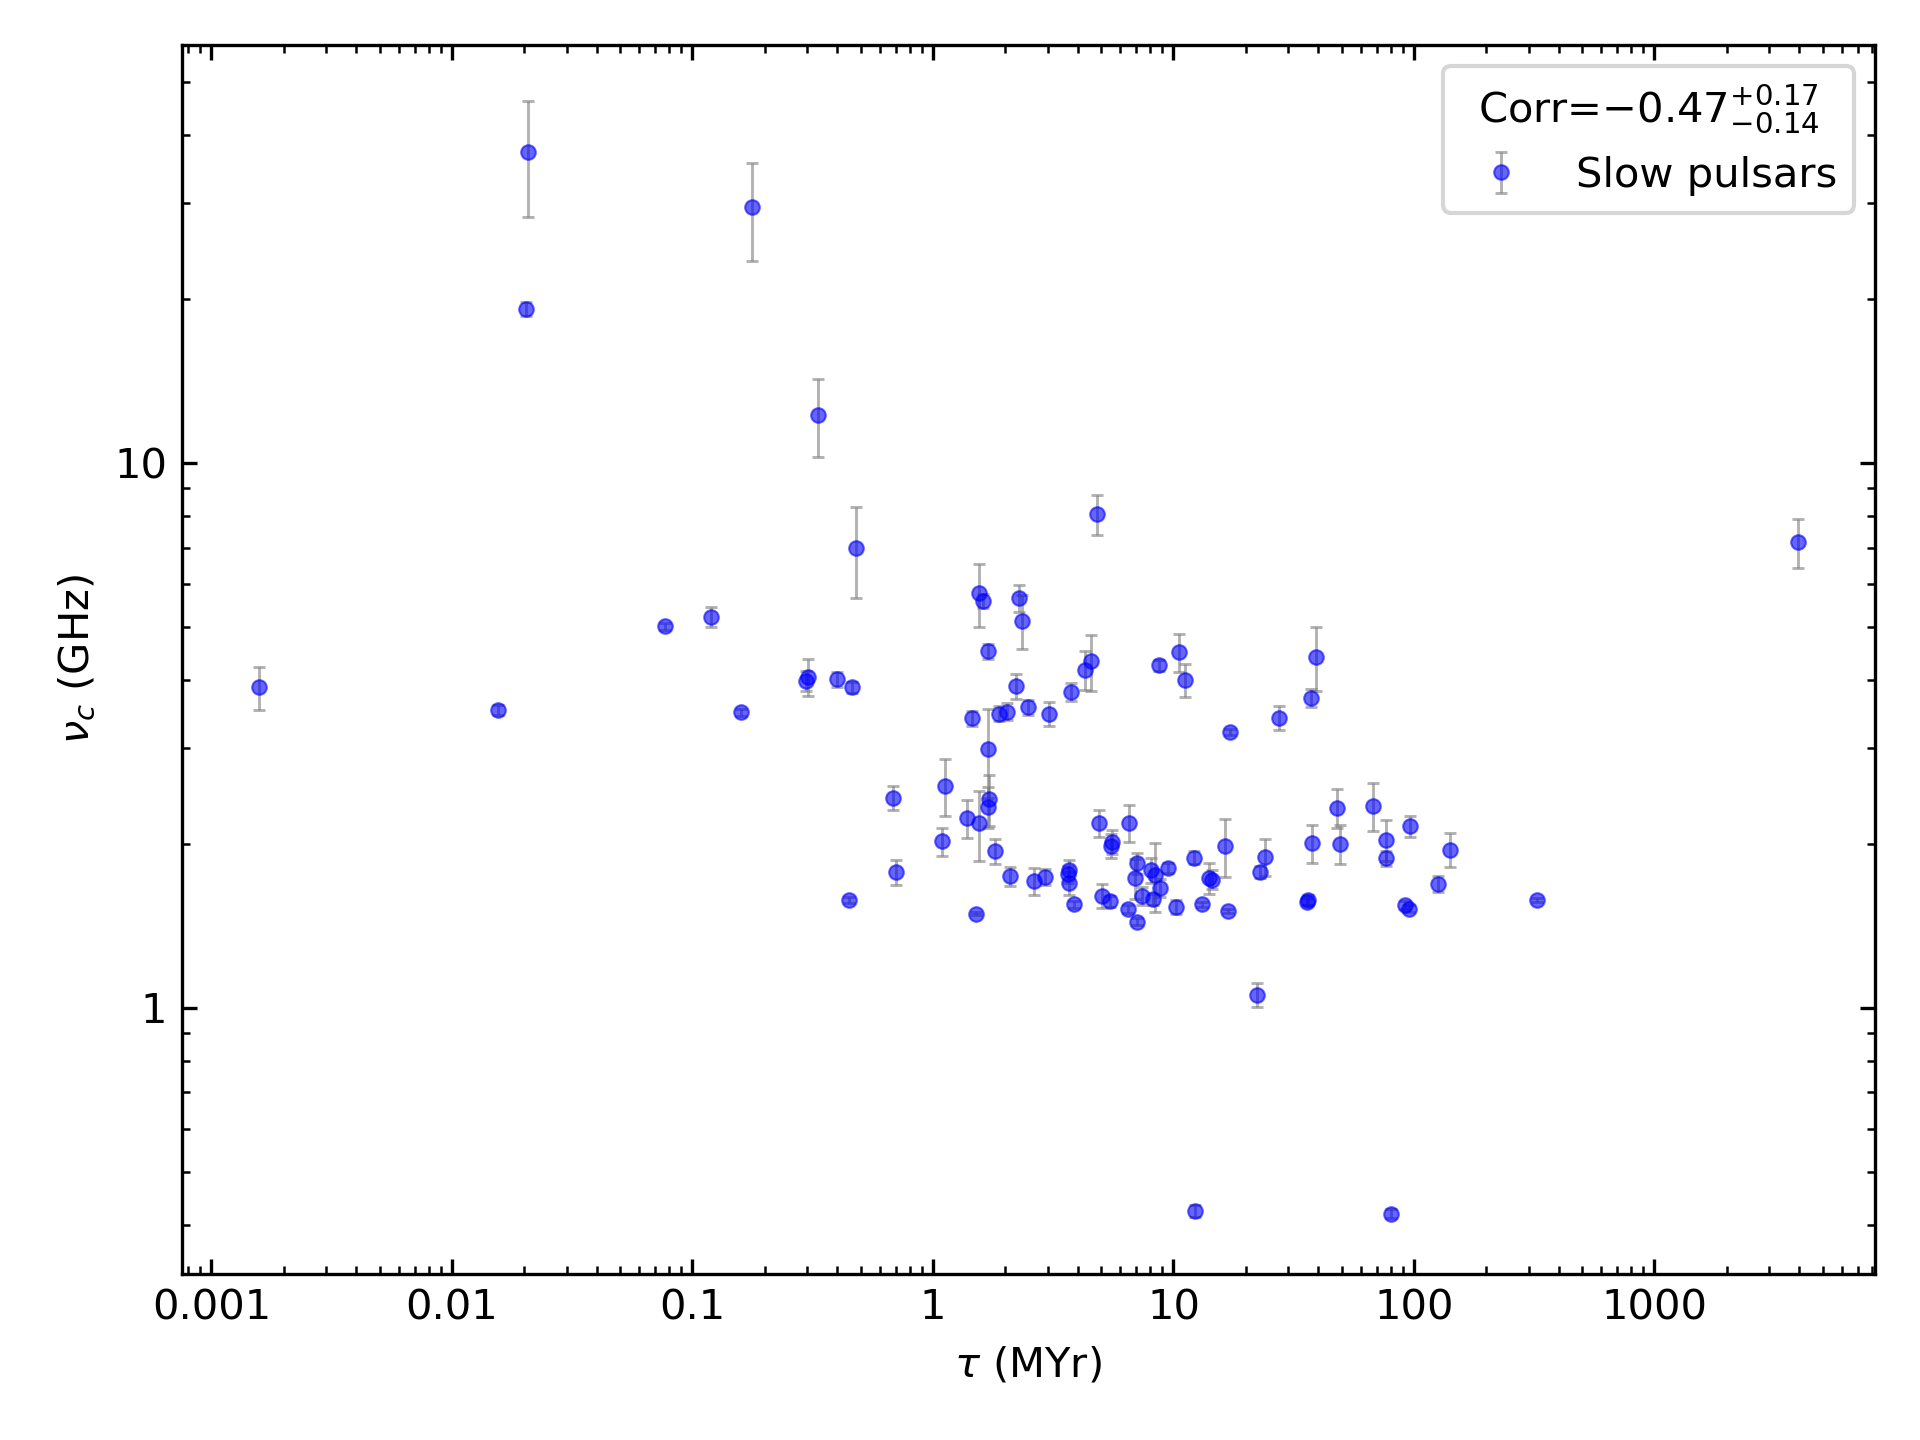 Corr=−0.47+0.17−0.14
Slow pulsars
10
1
νc (GHz)
0.001 0.01 0.1 1 10 100 1000
τ (MYr)